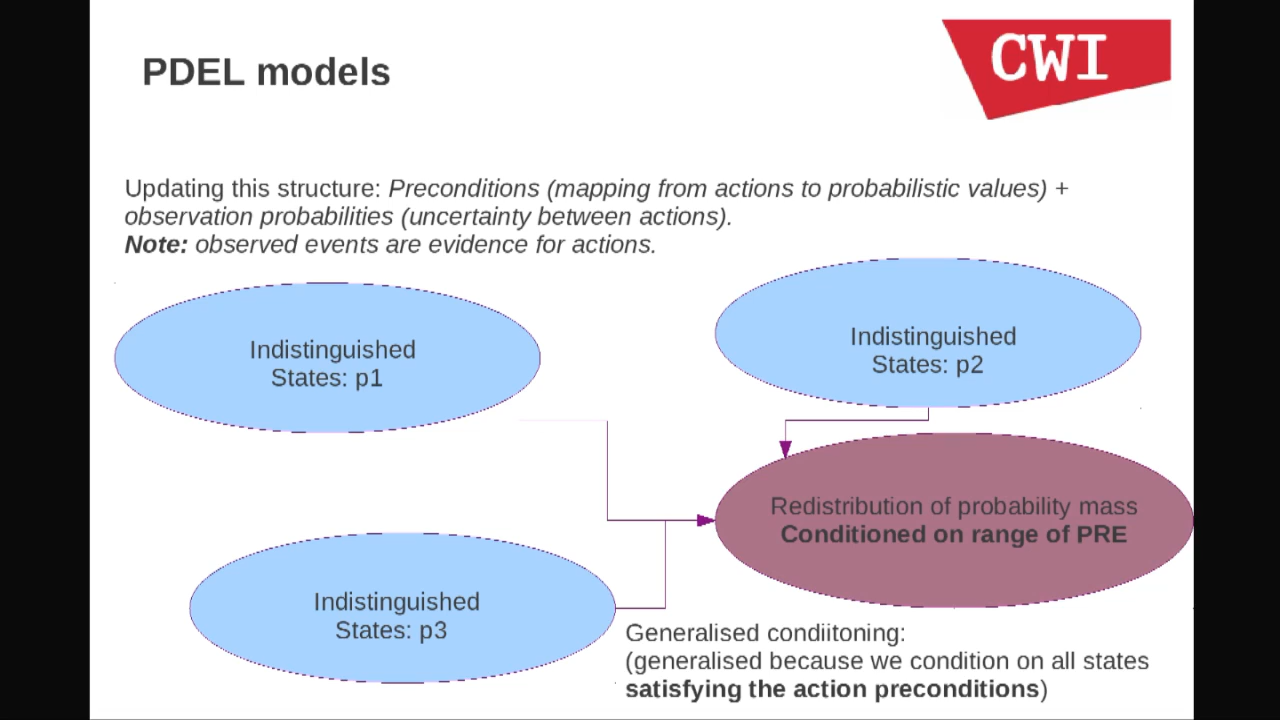 PDEL models
CWI
Updating this structure: Preconditions (mapping from actions to probabilistic values) +
observation probabilities (uncertainty between actions).
Note: observed events are evidence for actions.
Indistinguished
States: p1
Indistinguished
States: p2
Redistribution of probability mass
Conditioned on range of PRE
Indistinguished
States: p3
Generalised condiitoning:
(generalised because we condition on all states
satisfying the action preconditions)